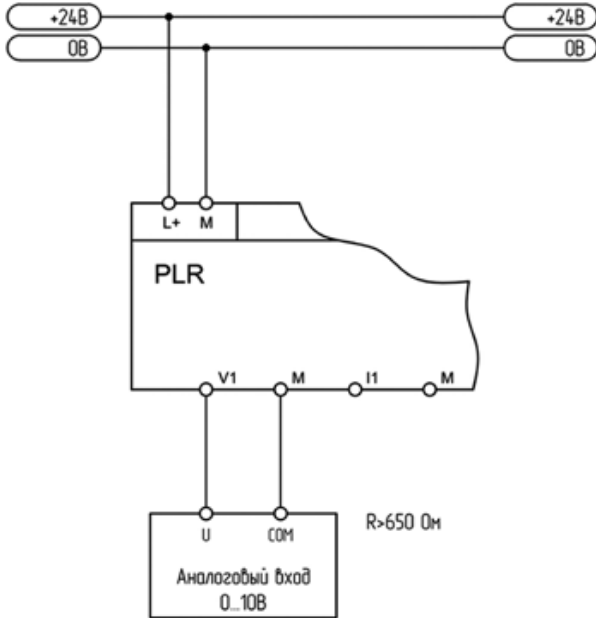 +24В +24В
0В 0В
L+ M
PLR
V1 M I1 M
U COM R>650 Ом
Аналоговый вход
0...10В